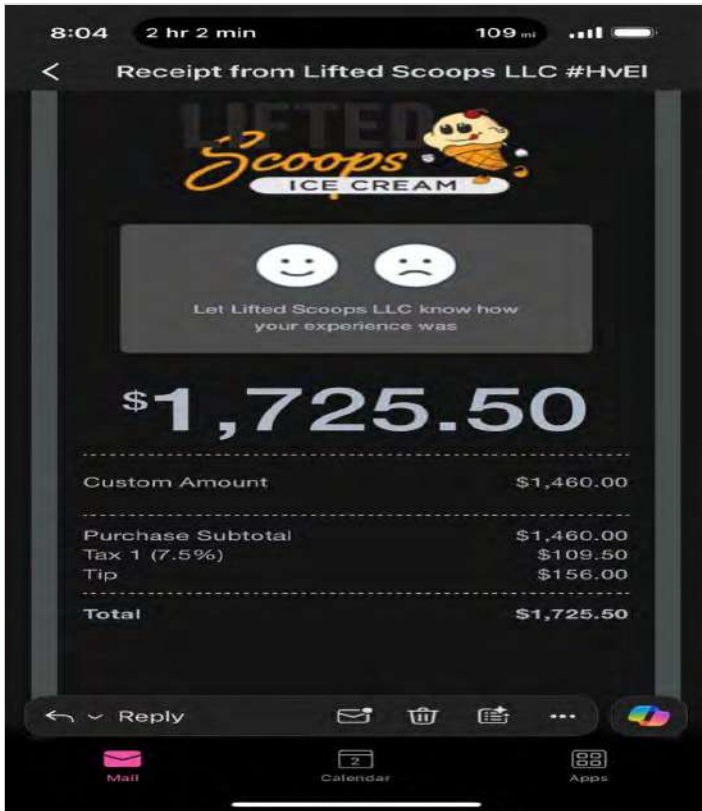 8:04 2 hr 2 min 109 mi
Receipt from Lifted Scoops LLC #HvEI
LIFTED
Scoops
ICE CREAM
Let Lifted Scoops LLC know how
your experience was
$1,725.50
Custom Amount $1,460.00
Purchase Subtotal $1,460.00
Tax 1 (7.5%) $109.50
Tip $156.00
Total $1,725.50
Reply
2
Mail Calendar Apps